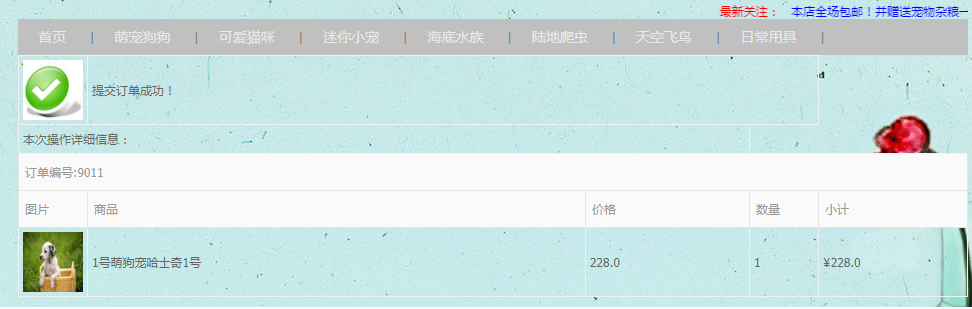 最新关注： 本店全场包邮！并赠送宠物杂粮一
首页 | 萌宠狗狗 | 可爱猫咪 | 迷你小宠 | 海底水族 | 陆地爬虫 | 天空飞鸟 | 日常用具 |
提交订单成功！
本次操作详细信息：
订单编号:9011
图片 商品 价格 数量 小计
1号萌狗宠哈士奇1号 228.0 1 ¥228.0